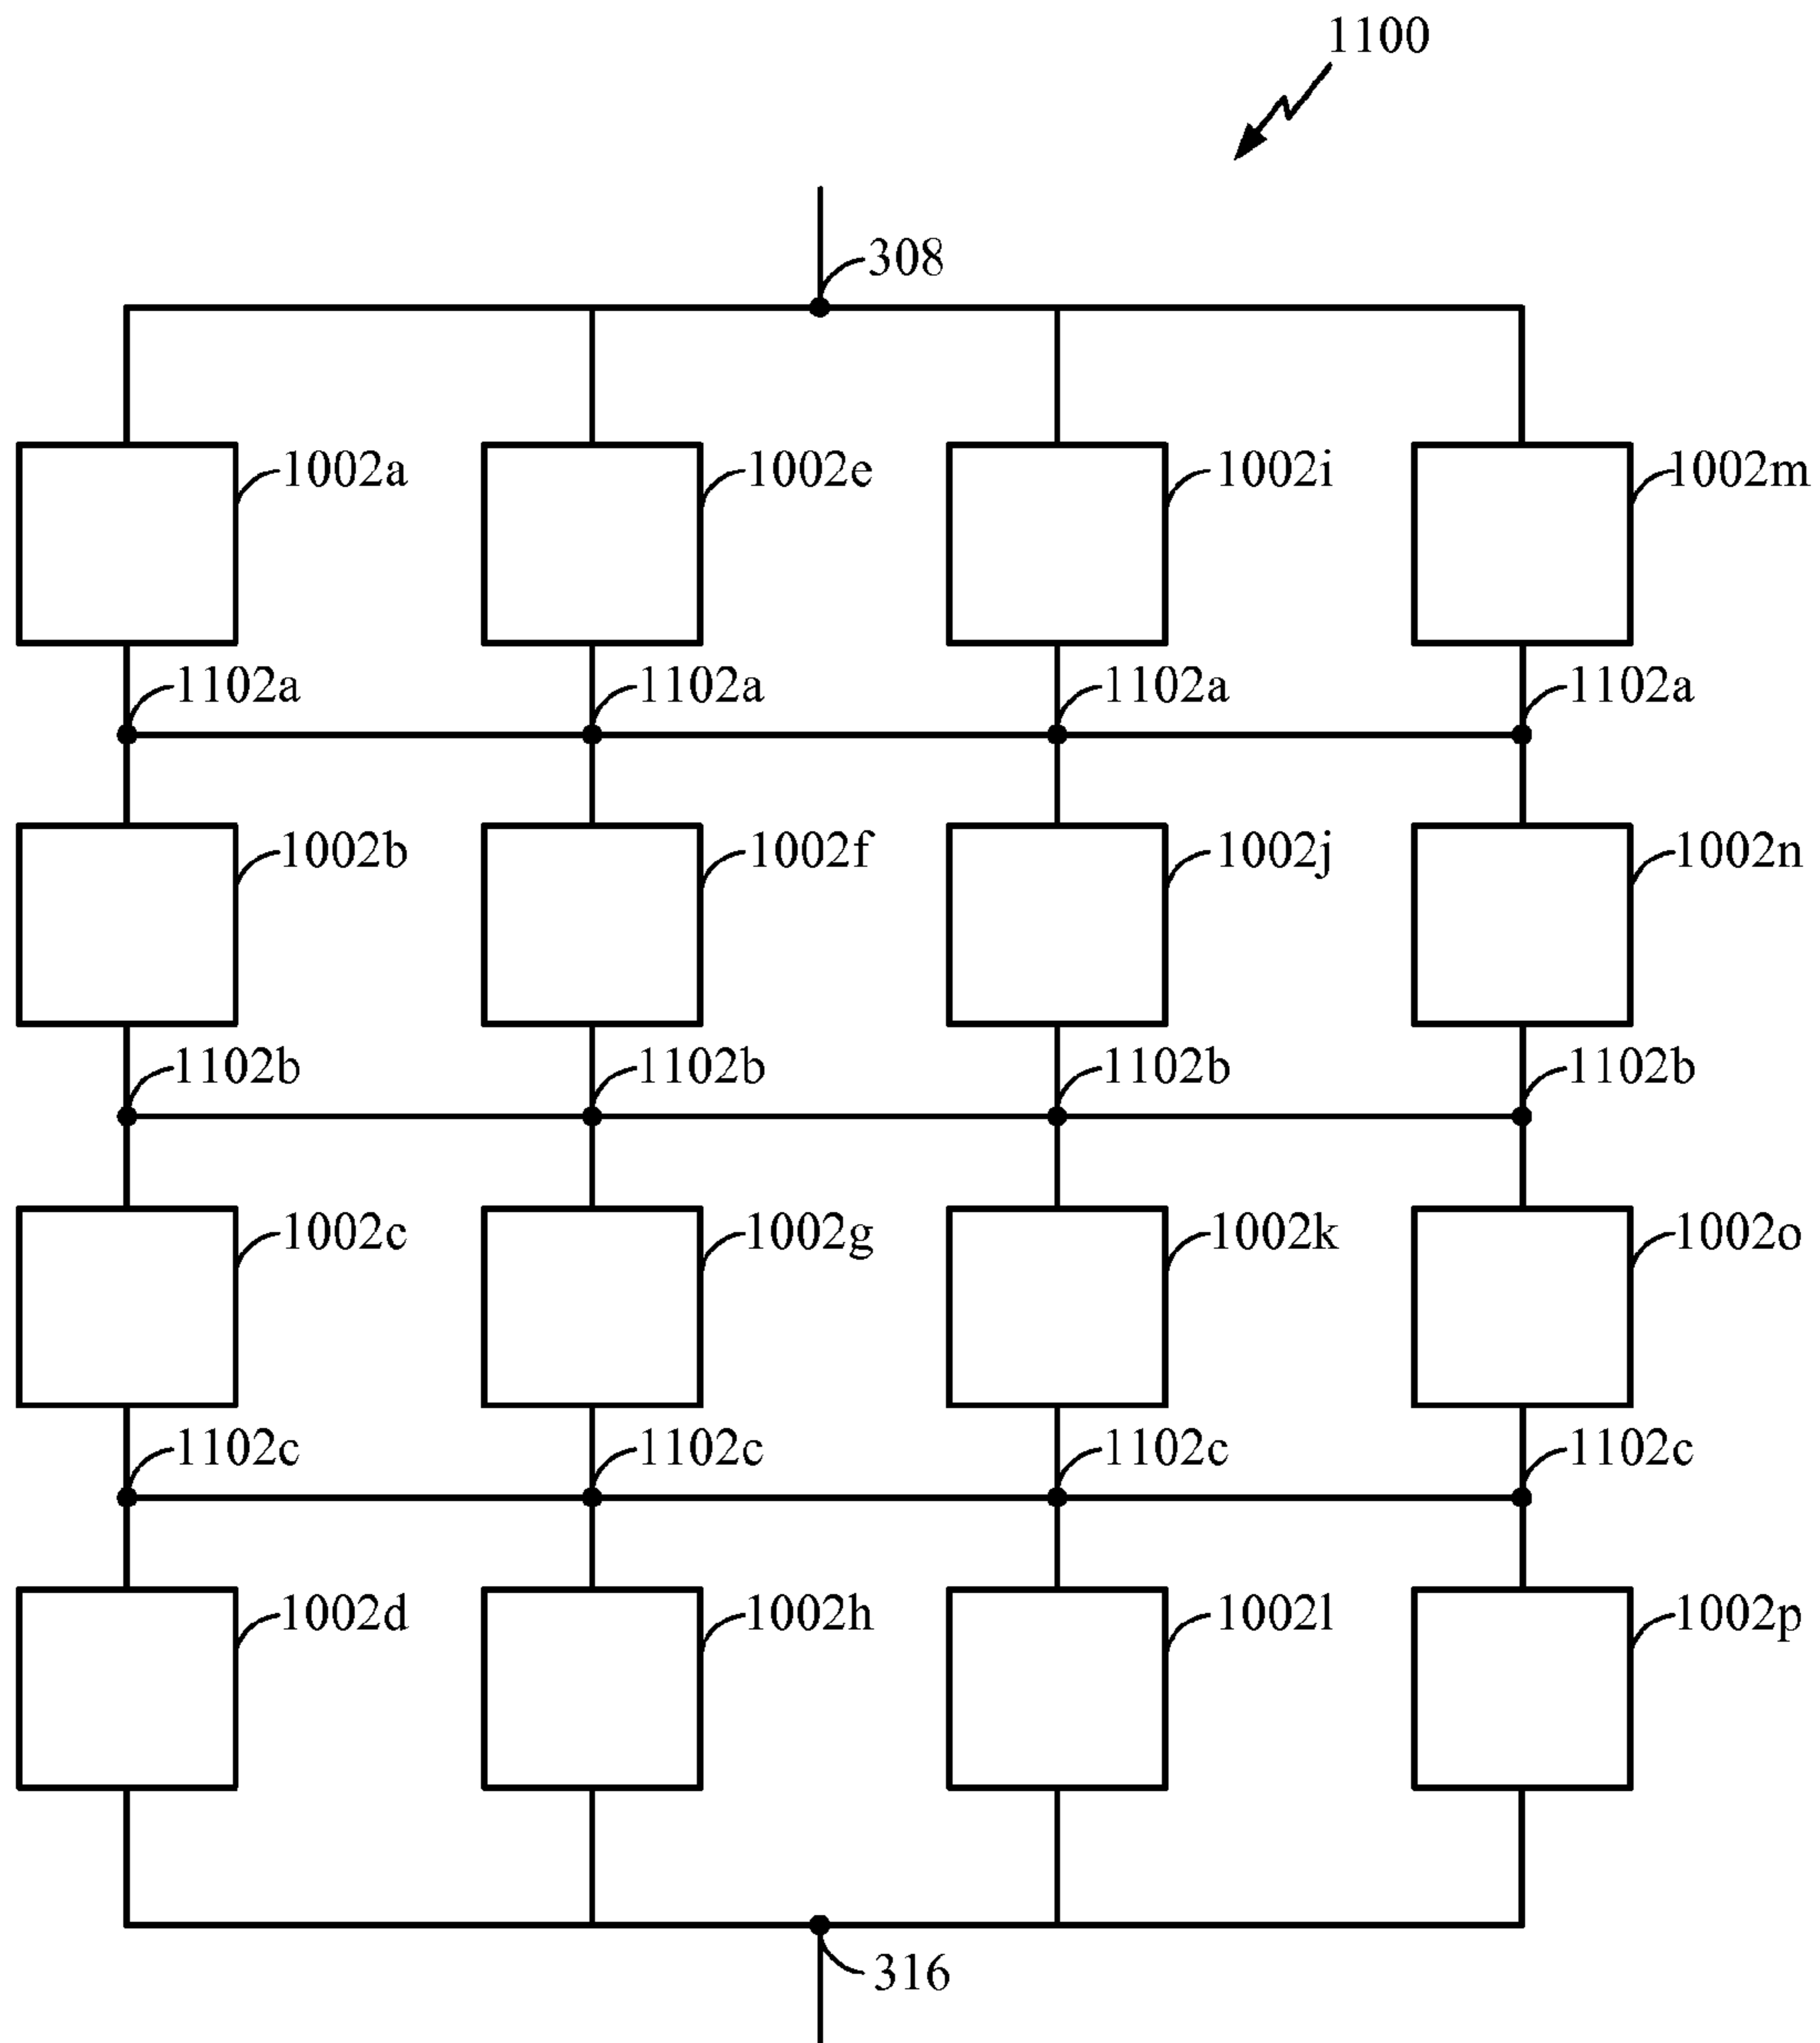 1100
308
1002a 1002e 1002i 1002m
1102a 1102a 1102a 1102a
1002b 1002f 1002j 1002n
1102b 1102b 1102b 1102b
1002c 1002g 1002k 1002o
1102c 1102c 1102c 1102c
1002d 1002h 1002l 1002p
316